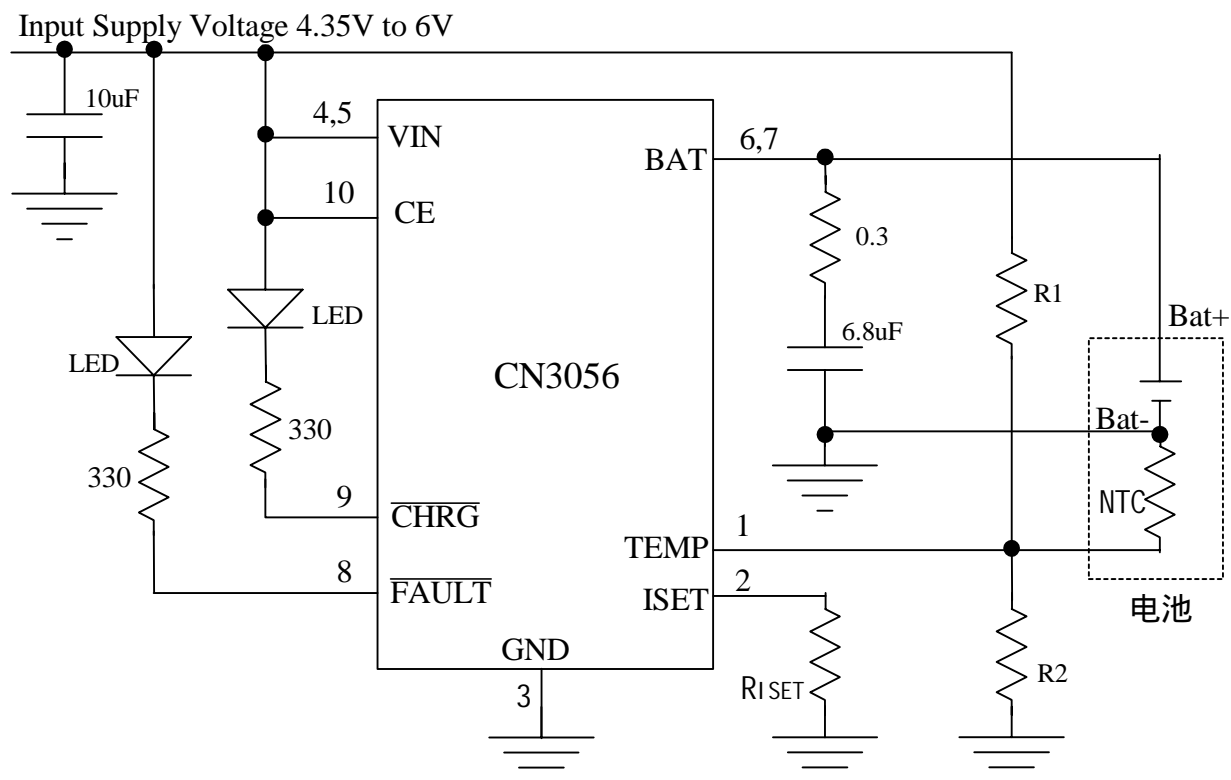 Input Supply Voltage 4.35V to 6V
10uF
4,5
VIN
6,7
BAT
10
CE
0.3
R1
LED
Bat+
6.8uF
LED
CN3056
Bat-
330
330
NTC
9
CHRG
1
TEMP
8
FAULT
2
ISET
电池
GND
RISET
R2
3